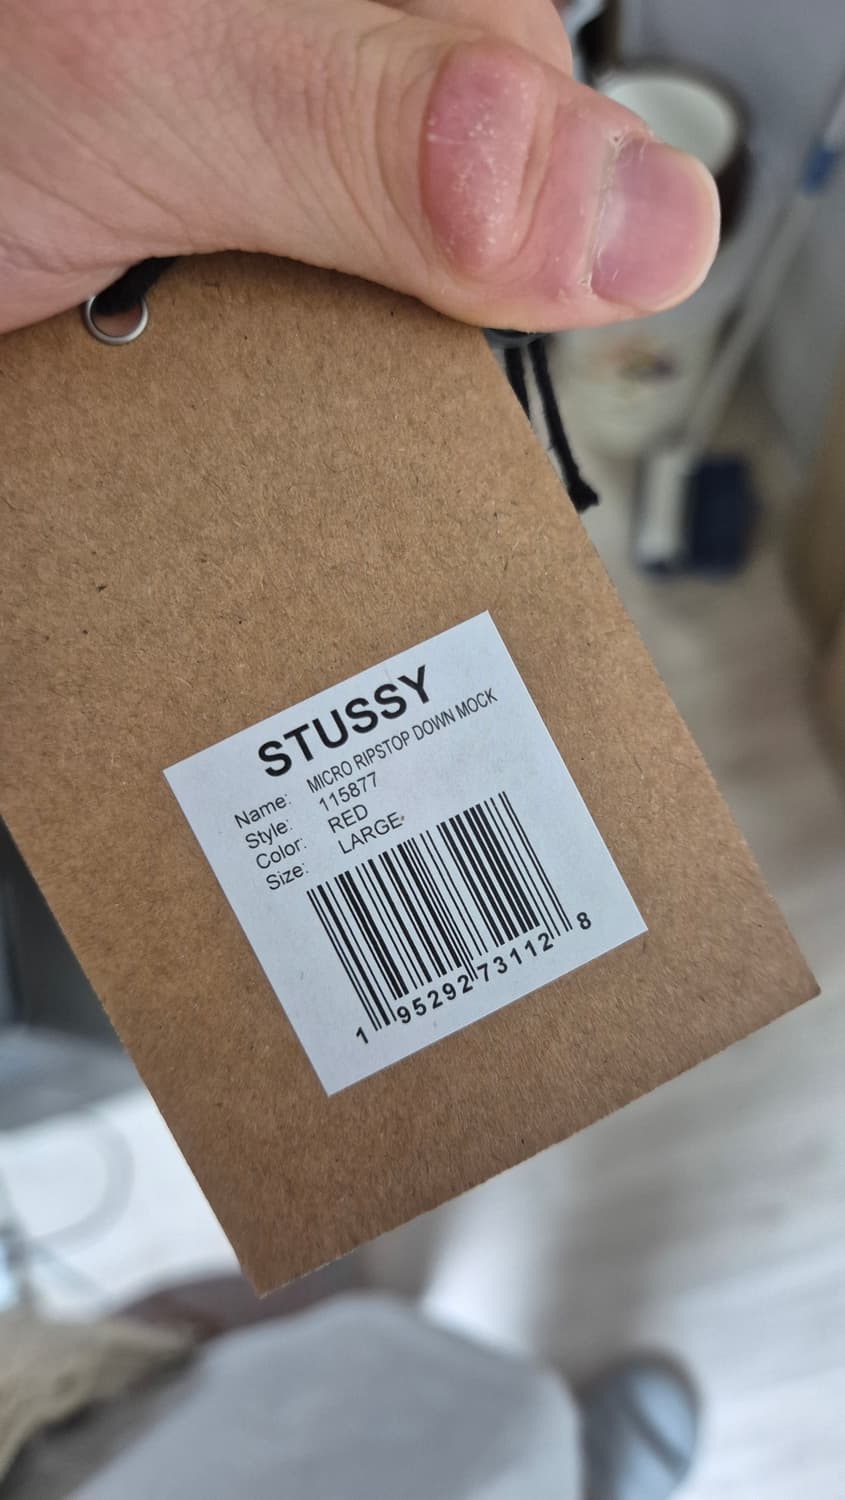 STUSSY
Name: MICRO RIPSTOP DOWN MOCK
Style: 115877
Color: RED
Size: LARGE
1 95292 73112 8